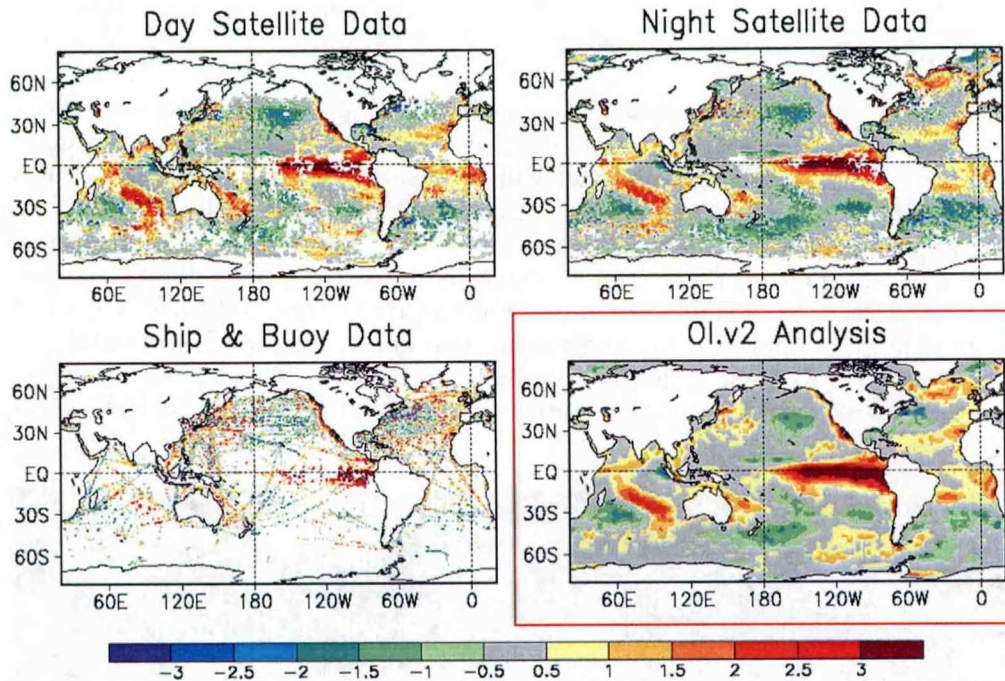 Day Satellite Data
Night Satellite Data
60N
30N
EQ
30S
60S
60E 120E 180 120W 60W 0
60N
30N
EQ
30S
60S
60E 120E 180 120W 60W 0
Ship & Buoy Data
OI.v2 Analysis
60N
30N
EQ
30S
60S
60E 120E 180 120W 60W 0
60N
30N
EQ
30S
60S
60E 120E 180 120W 60W 0
−3 −2.5 −2 −1.5 −1 −0.5 0.5 1 1.5 2 2.5 3